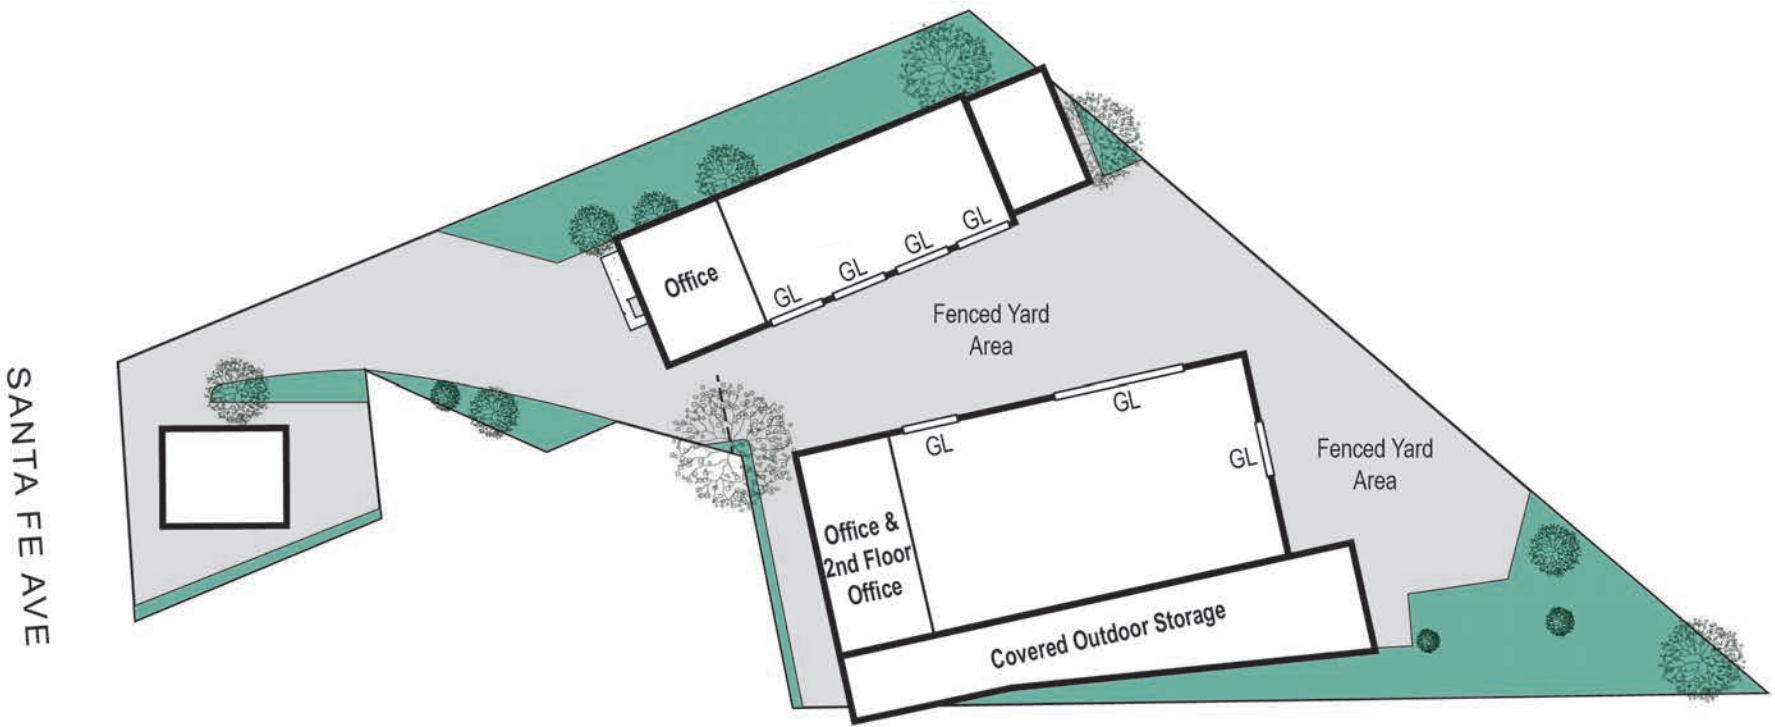 SANTA FE AVE
Office
GL
GL
GL
GL
Fenced Yard
Area
GL
GL
GL
Fenced Yard
Area
Office &
2nd Floor
Office
Covered Outdoor Storage